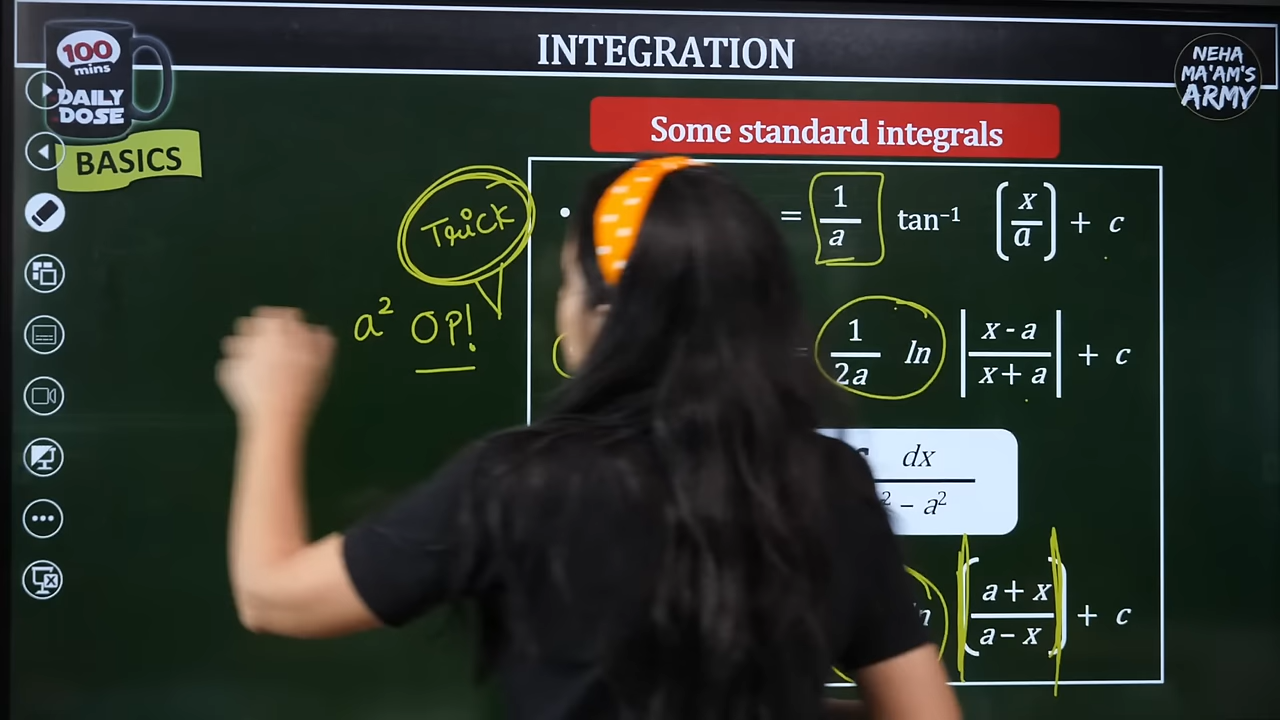 INTEGRATION
100
mins
DAILY
DOSE
NEHA
MA'AM'S
ARMY
BASICS
Some standard integrals
Trick
a² OP!
• = 1/a tan⁻¹ (x/a) + c
= 1/2a ln |x - a / x + a| + c
dx
² – a²
(a + x / a – x) + c